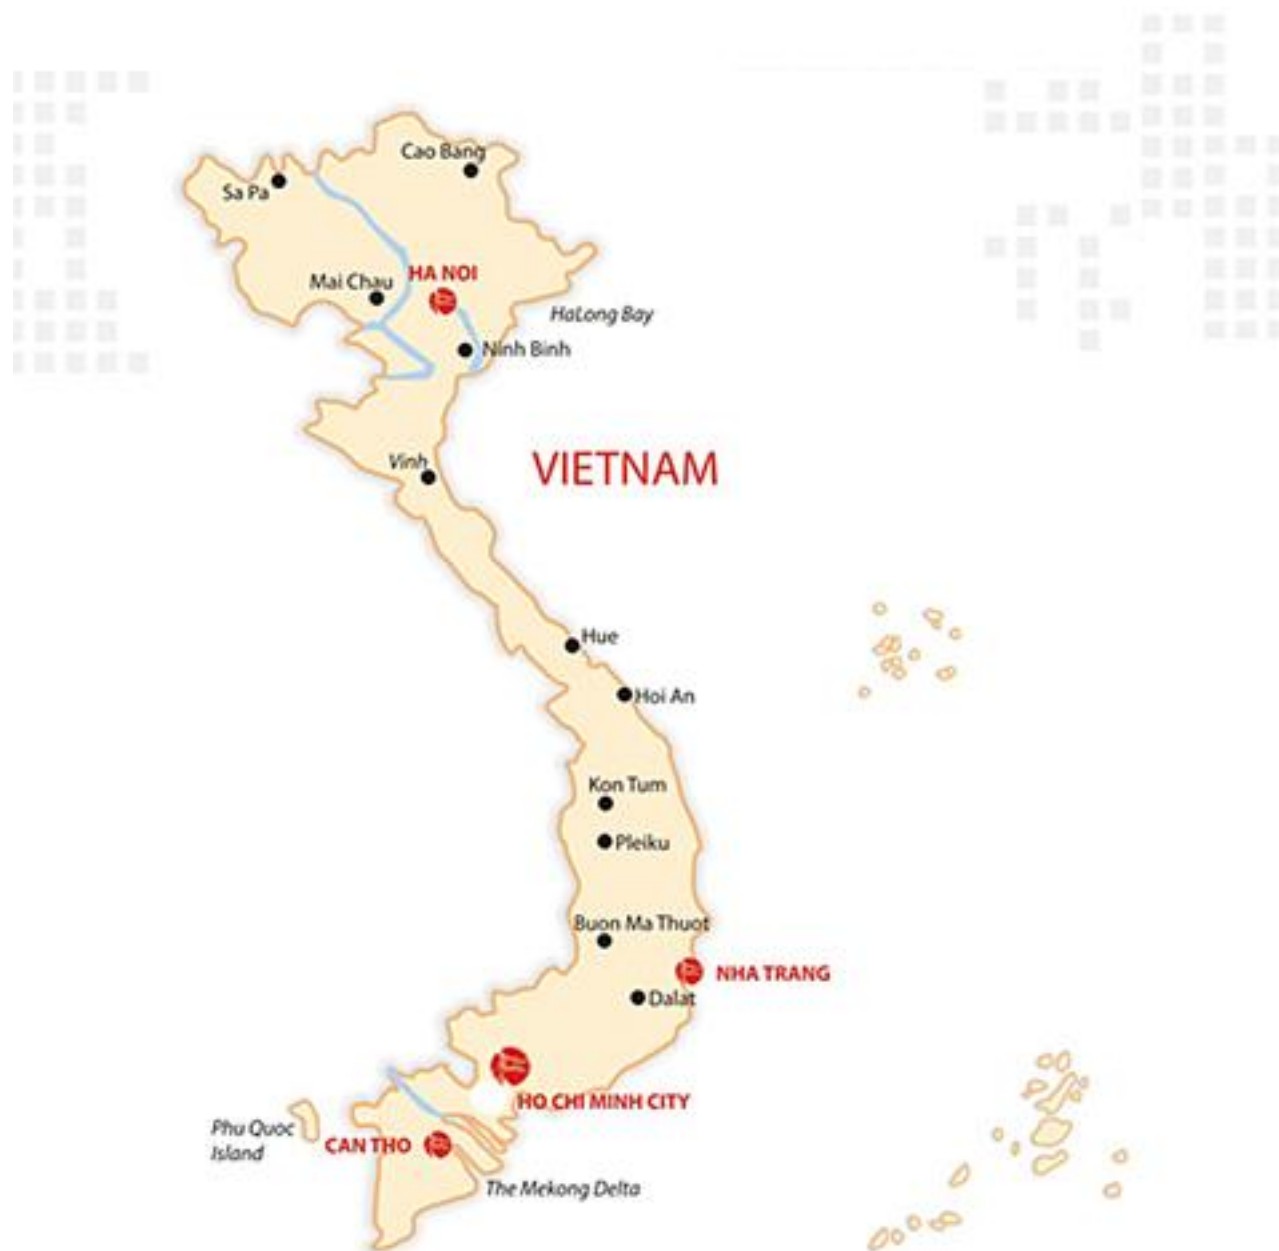 Cao Bang
Sa Pa
HA NOI
Mai Chau
HaLong Bay
Ninh Binh
Vinh
VIETNAM
Hue
Hoi An
Kon Tum
Pleiku
Buon Ma Thuot
NHA TRANG
Dalat
HO CHI MINH CITY
Phu Quoc
Island
CAN THO
The Mekong Delta